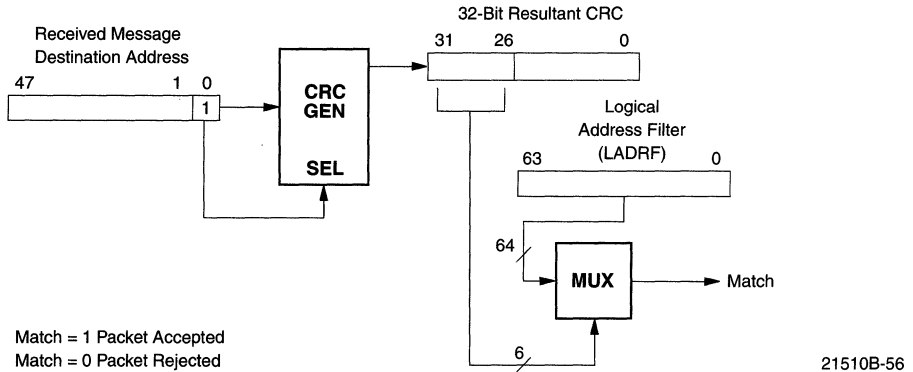 32-Bit Resultant CRC
Received Message
Destination Address
31 26 0
47 1 0
1
CRC
GEN
SEL
Logical
Address Filter
(LADRF)
63 0
64
MUX
Match
6
Match = 1 Packet Accepted
Match = 0 Packet Rejected
21510B-56